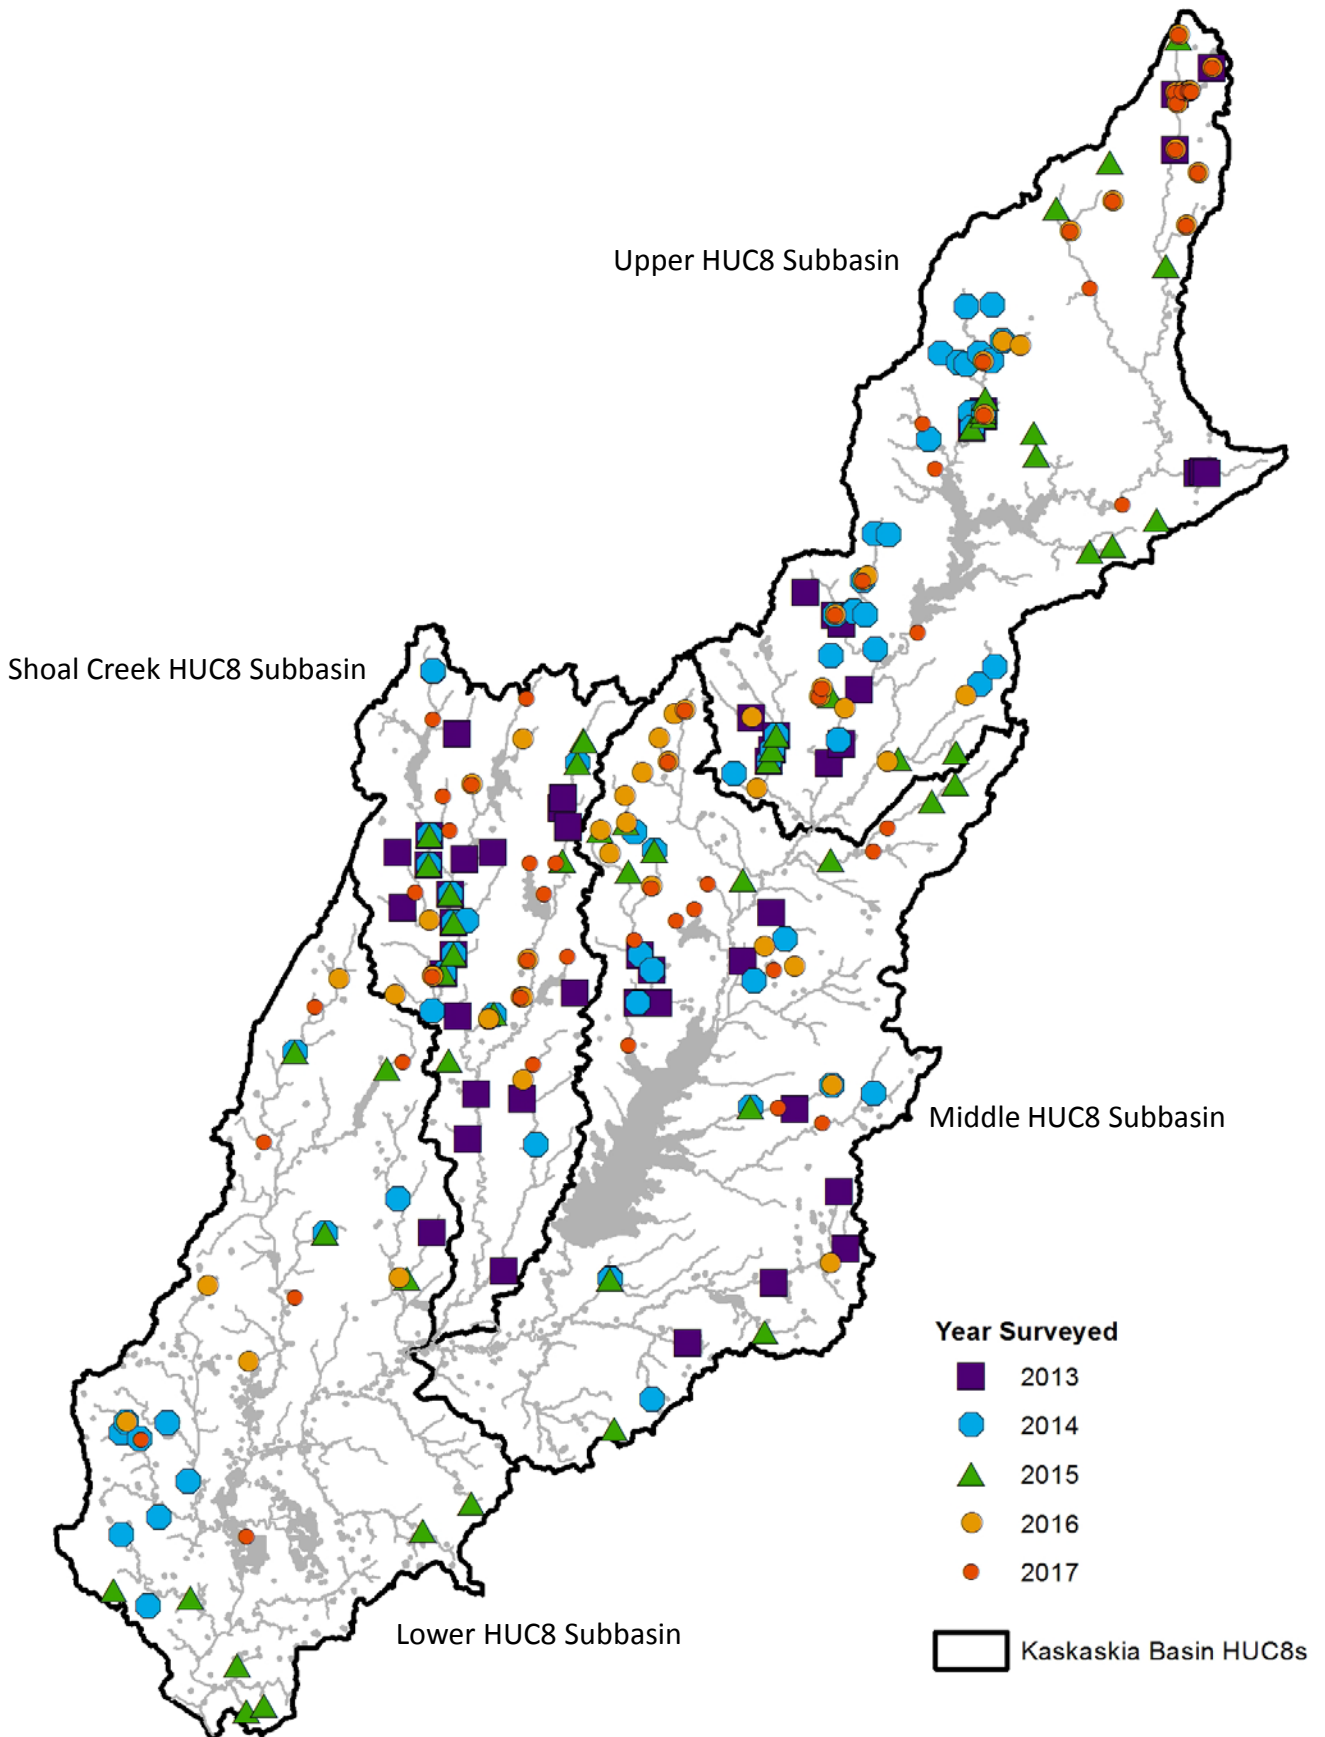 Upper HUC8 Subbasin
Shoal Creek HUC8 Subbasin
Middle HUC8 Subbasin
Year Surveyed
2013
2014
2015
2016
2017
Lower HUC8 Subbasin
Kaskaskia Basin HUC8s